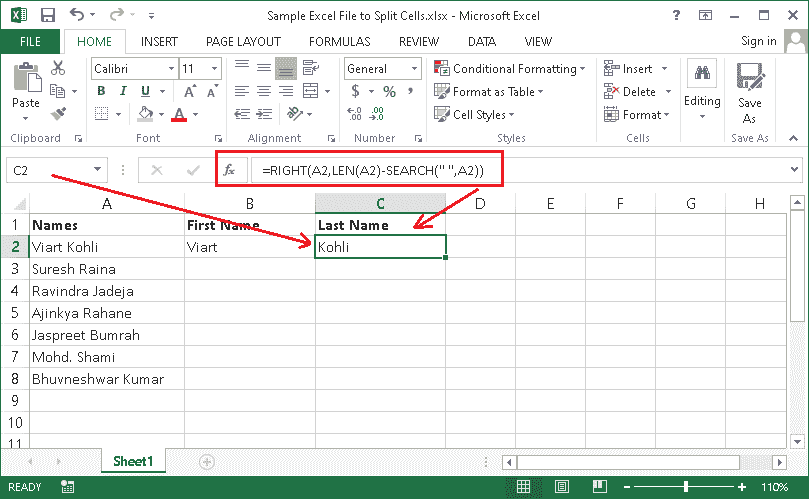 Sample Excel File to Split Cells.xlsx - Microsoft Excel
FILE HOME INSERT PAGE LAYOUT FORMULAS REVIEW DATA VIEW Sign in
Paste
Clipboard
Calibri 11
B I U A A
A
Font
Alignment
General
$ % ,
.0 .00
Number
Conditional Formatting
Format as Table
Cell Styles
Styles
Insert
Delete
Format
Cells
Editing
Save As
Save As
C2 fx =RIGHT(A2,LEN(A2)-SEARCH(" ",A2))
A B C D E F G H
1 Names First Name Last Name
2 Viart Kohli Viart Kohli
3 Suresh Raina
4 Ravindra Jadeja
5 Ajinkya Rahane
6 Jaspreet Bumrah
7 Mohd. Shami
8 Bhuvneshwar Kumar
9
10
11
Sheet1
READY 110%